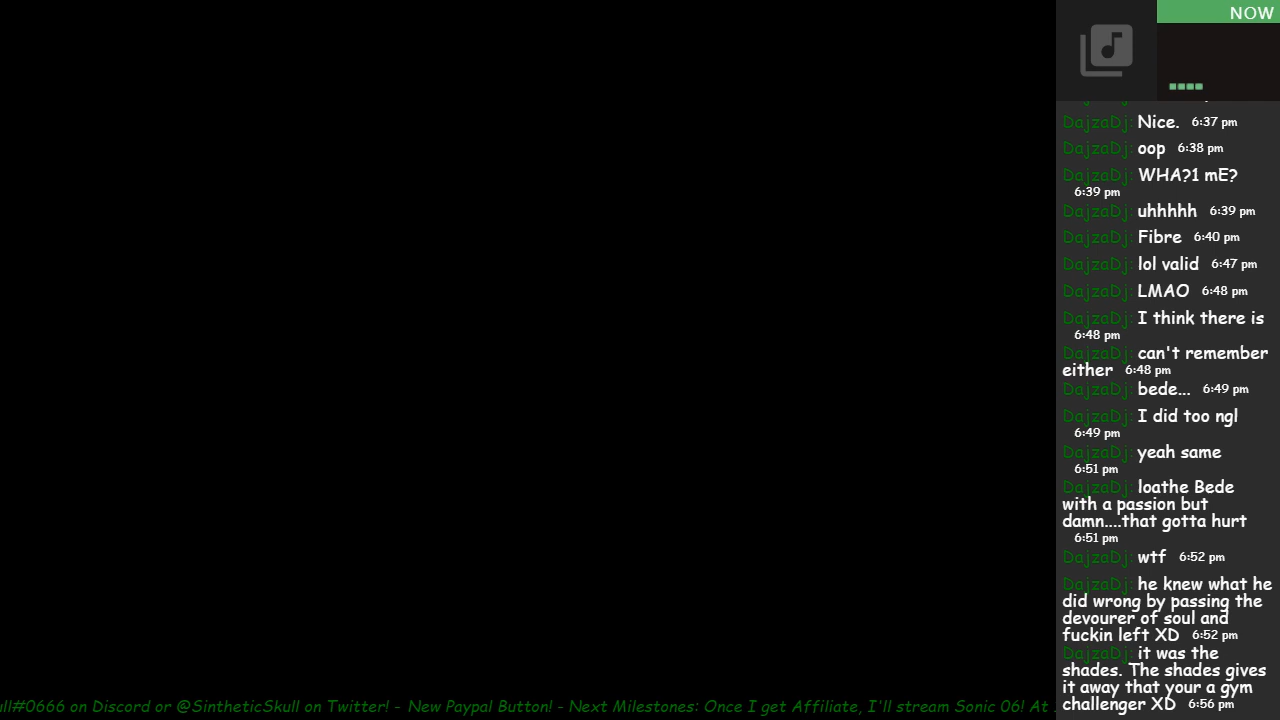 NOW
DajzaDj: Nice. 6:37 pm
DajzaDj: oop 6:38 pm
DajzaDj: WHA?1 mE?
6:39 pm
DajzaDj: uhhhhh 6:39 pm
DajzaDj: Fibre 6:40 pm
DajzaDj: lol valid 6:47 pm
DajzaDj: LMAO 6:48 pm
DajzaDj: I think there is
6:48 pm
DajzaDj: can't remember
either 6:48 pm
DajzaDj: bede... 6:49 pm
DajzaDj: I did too ngl
6:49 pm
DajzaDj: yeah same
6:51 pm
DajzaDj: loathe Bede
with a passion but
damn....that gotta hurt
6:51 pm
DajzaDj: wtf 6:52 pm
DajzaDj: he knew what he
did wrong by passing the
devourer of soul and
fuckin left XD 6:52 pm
DajzaDj: it was the
shades. The shades gives
it away that your a gym
challenger XD 6:56 pm
ull#0666 on Discord or @SintheticSkull on Twitter! - New Paypal Button! - Next Milestones: Once I get Affiliate, I'll stream Sonic 06! At